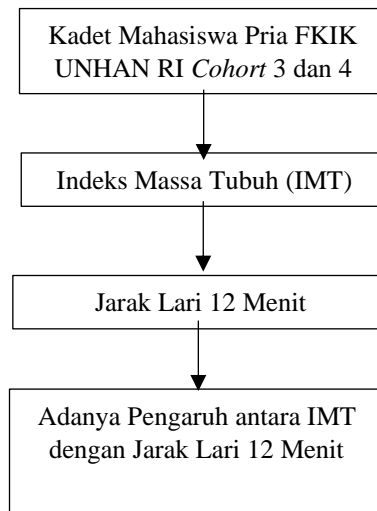 Kadet Mahasiswa Pria FKIK
UNHAN RI Cohort 3 dan 4
Indeks Massa Tubuh (IMT)
Jarak Lari 12 Menit
Adanya Pengaruh antara IMT
dengan Jarak Lari 12 Menit